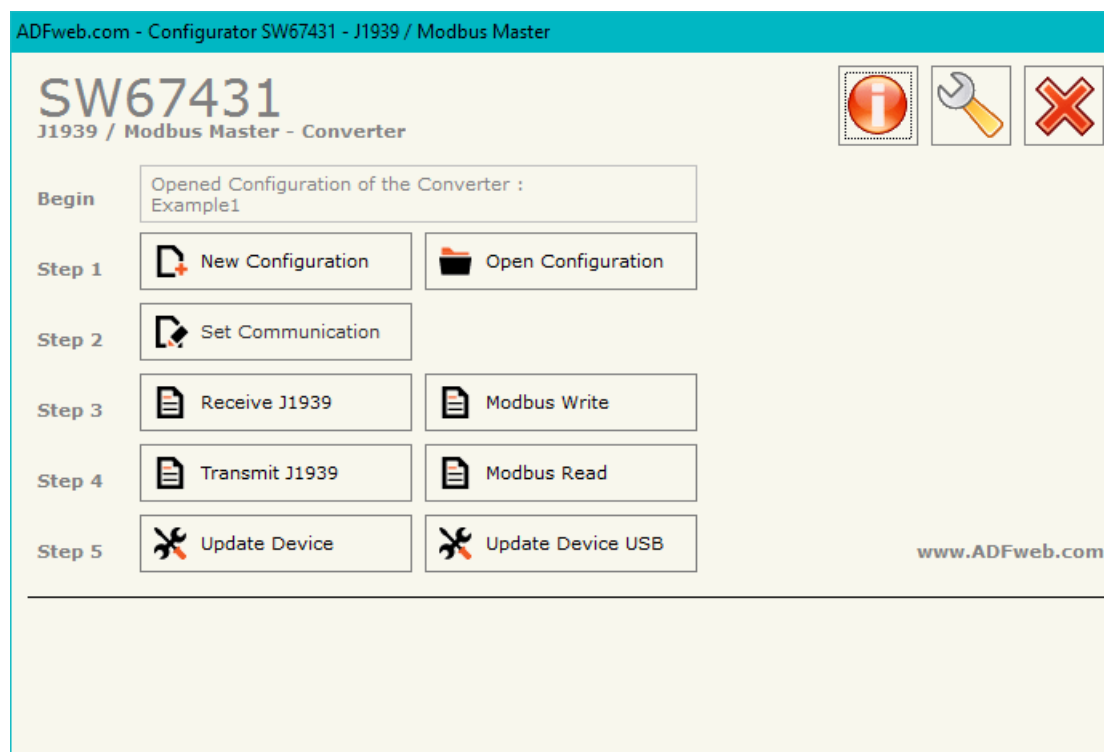 ADFweb.com - Configurator SW67431 - J1939 / Modbus Master
SW67431
J1939 / Modbus Master - Converter
Begin
Opened Configuration of the Converter :
Example1
Step 1
New Configuration
Open Configuration
Step 2
Set Communication
Step 3
Receive J1939
Modbus Write
Step 4
Transmit J1939
Modbus Read
Step 5
Update Device
Update Device USB
www.ADFweb.com